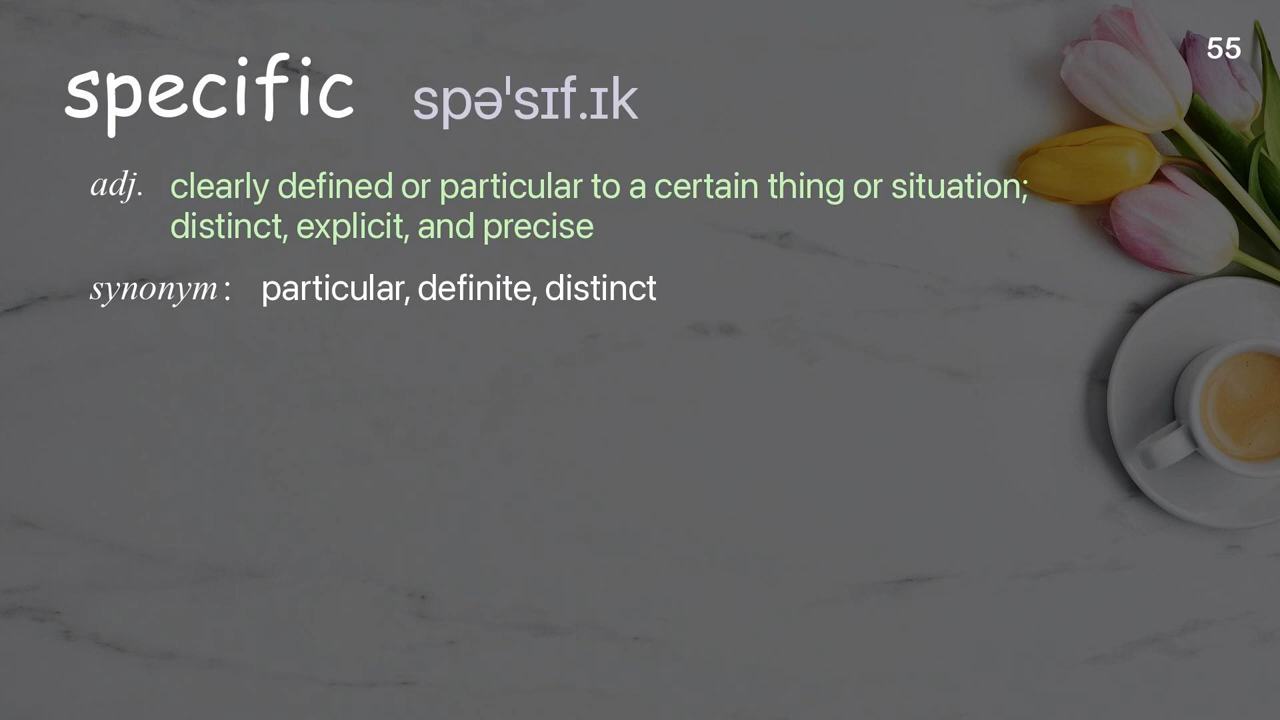 55
specific spəˈsɪf.ɪk
adj. clearly defined or particular to a certain thing or situation;
distinct, explicit, and precise
synonym : particular, definite, distinct